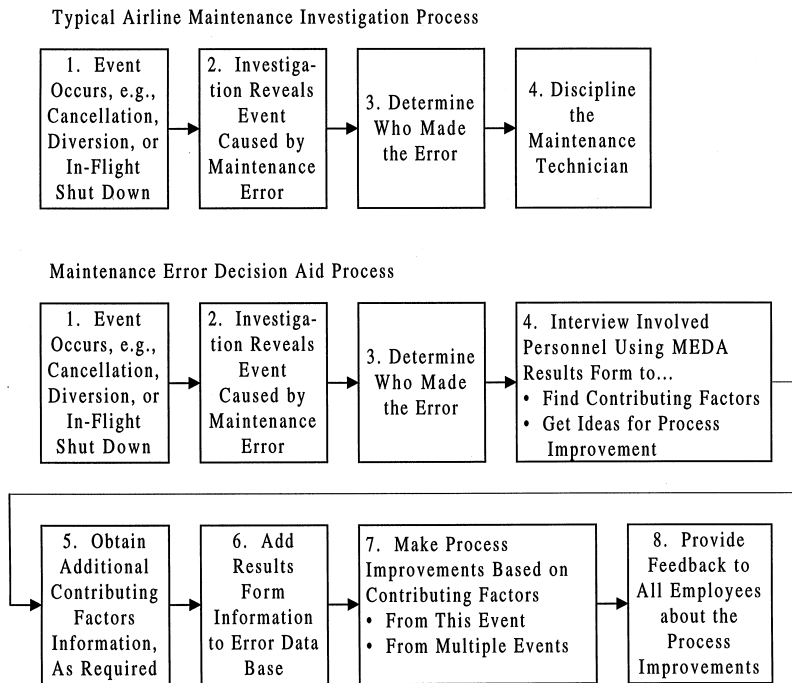 Typical Airline Maintenance Investigation Process
1. Event
Occurs, e.g.,
Cancellation,
Diversion, or
In-Flight
Shut Down
2. Investiga-
tion Reveals
Event
Caused by
Maintenance
Error
3. Determine
Who Made
the Error
4. Discipline
the
Maintenance
Technician
Maintenance Error Decision Aid Process
1. Event
Occurs, e.g.,
Cancellation,
Diversion, or
In-Flight
Shut Down
2. Investiga-
tion Reveals
Event
Caused by
Maintenance
Error
3. Determine
Who Made
the Error
4. Interview Involved
Personnel Using MEDA
Results Form to...
• Find Contributing Factors
• Get Ideas for Process
Improvement
5. Obtain
Additional
Contributing
Factors
Information,
As Required
6. Add
Results
Form
Information
to Error Data
Base
7. Make Process
Improvements Based on
Contributing Factors
• From This Event
• From Multiple Events
8. Provide
Feedback to
All Employees
about the
Process
Improvements